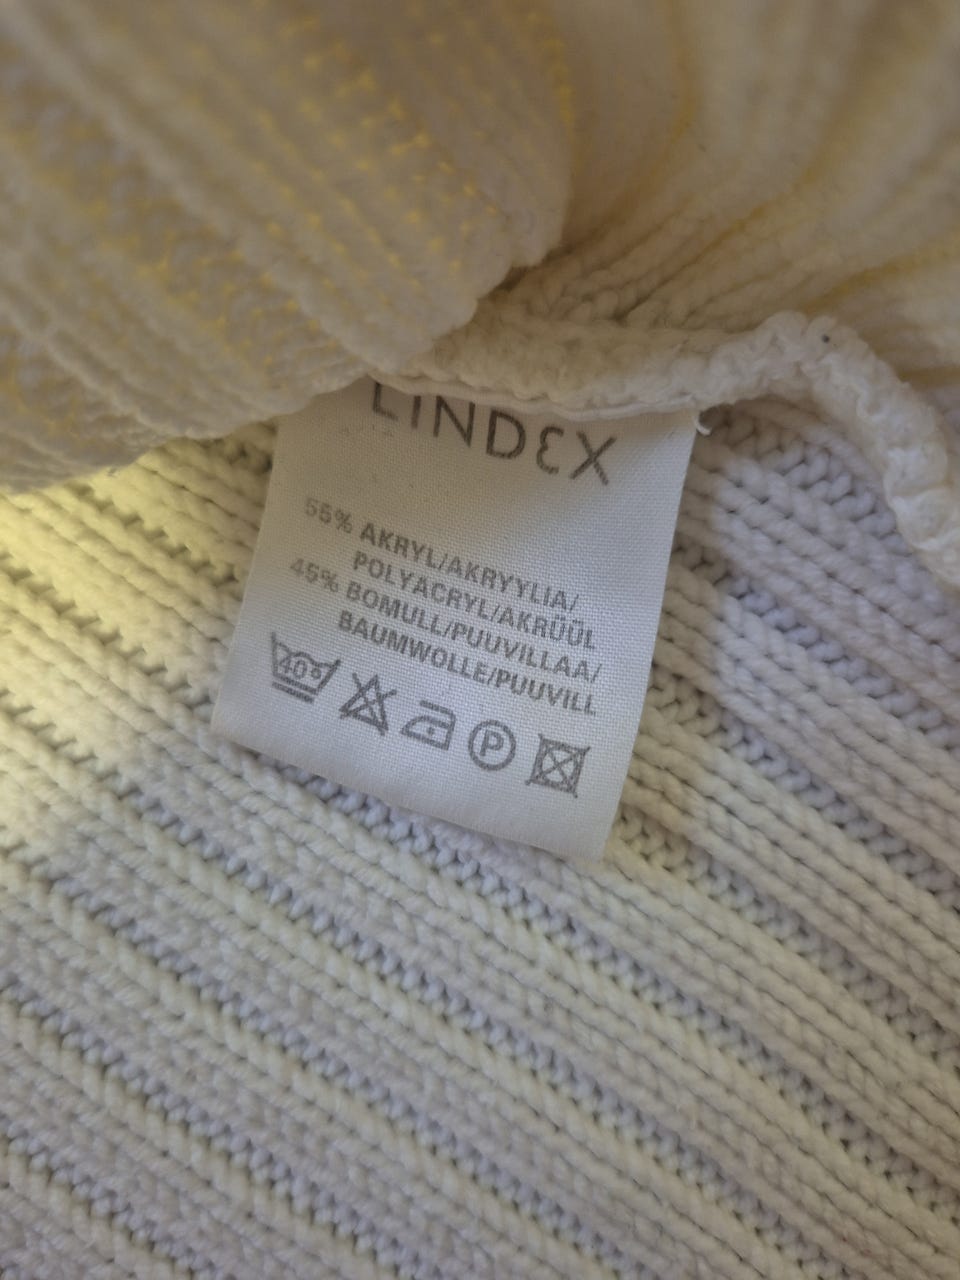 LINDEX
55% AKRYL/AKRYYLIA/
POLYACRYL/AKRÜÜL
45% BOMULL/PUUVILLAA/
BAUMWOLLE/PUUVILL
40° P